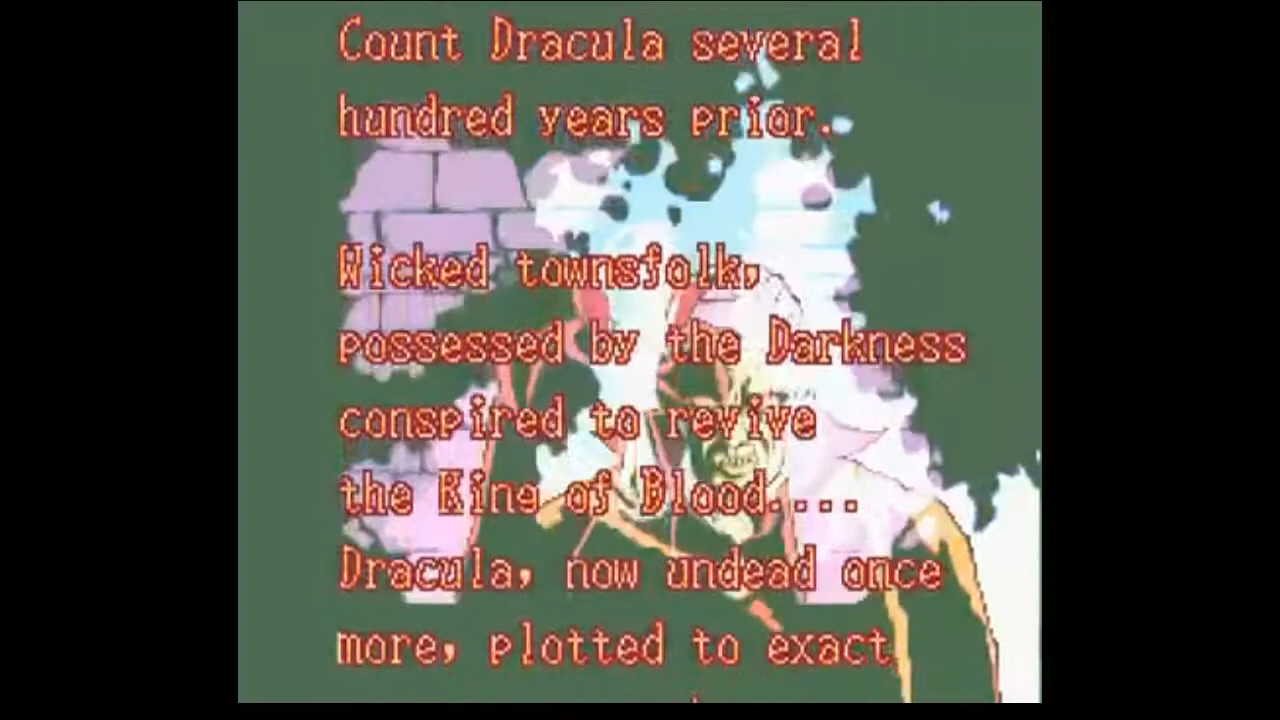 Count Dracula several
hundred years prior.
Wicked townsfolk,
possessed by the Darkness
conspired to revive
the King of Blood....
Dracula, now undead once
more, plotted to exact